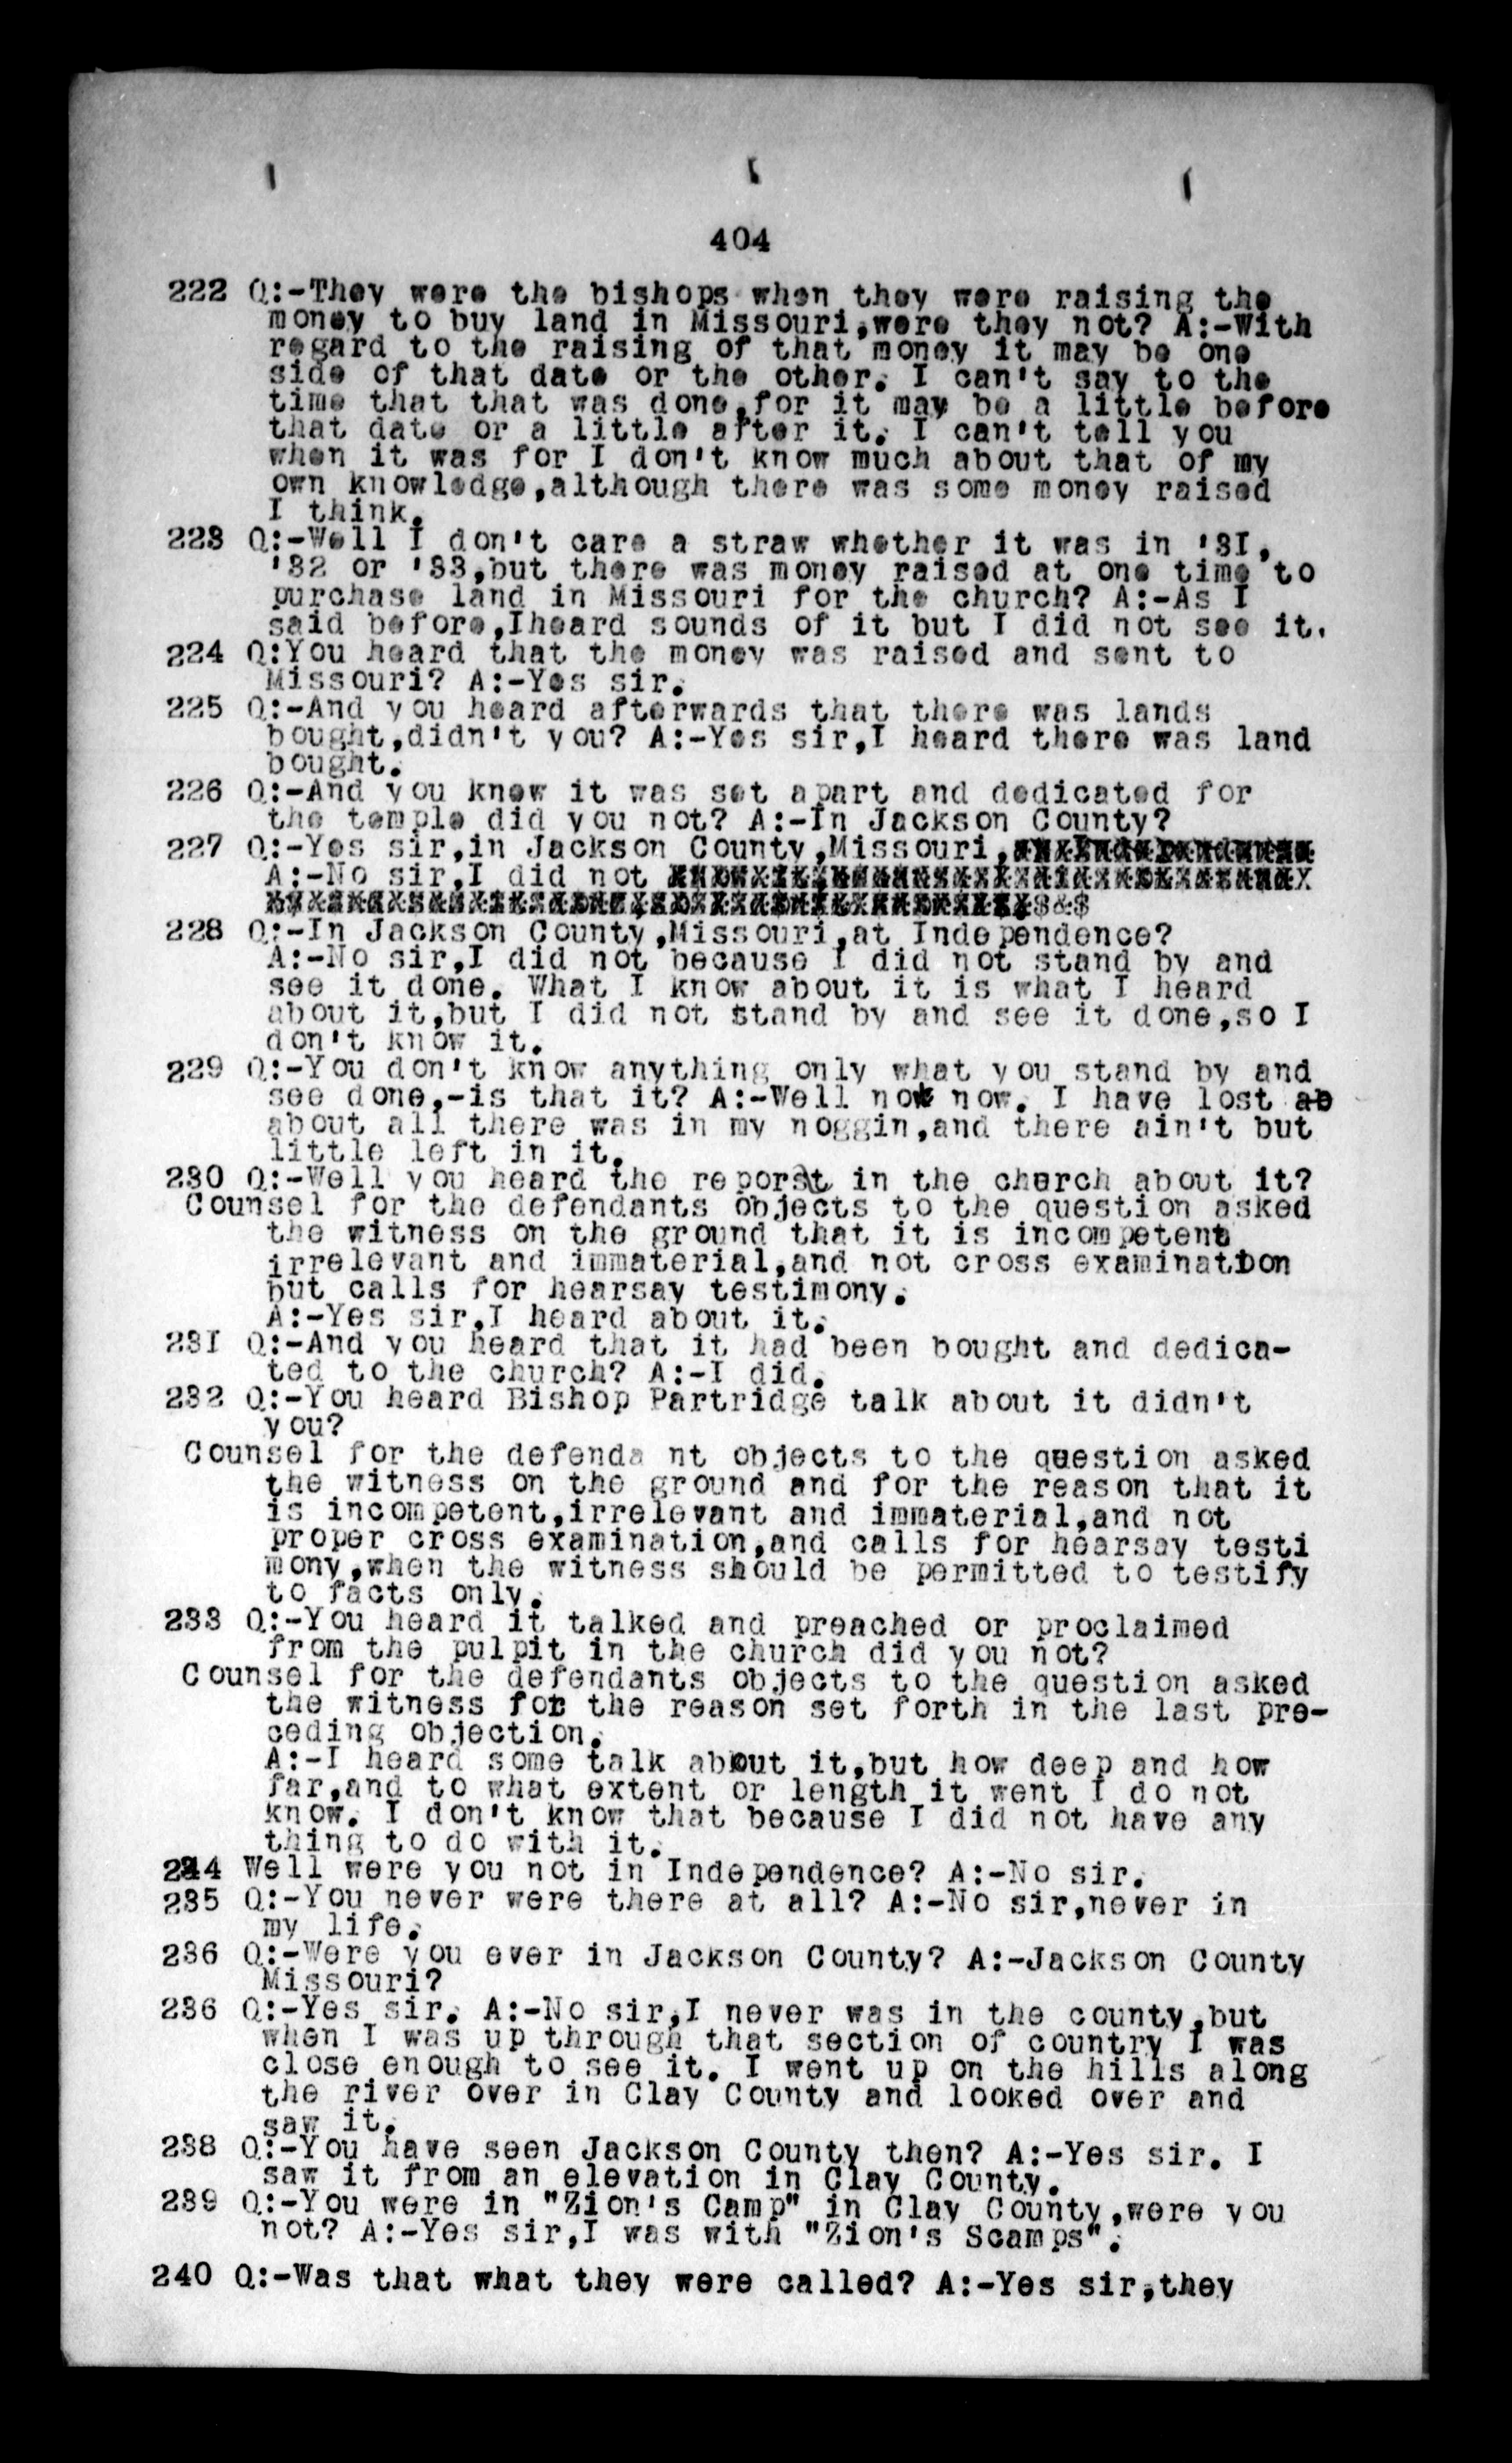 404
222 Q:-They were the bishops when they were raising the
money to buy land in Missouri,were they not? A:-With
regard to the raising of that money it may be one
side of that date or the other. I can't say to the
time that that was done,for it may be a little before
that date or a little after it. I can't tell you
when it was for I don't know much about that of my
own knowledge,although there was some money raised
I think.
223 Q:-Well I don't care a straw whether it was in '3I,
'32 or '33,but there was money raised at one time to
purchase land in Missouri for the church? A:-As I
said before,Iheard sounds of it but I did not see it.
224 Q:You heard that the money was raised and sent to
Missouri? A:-Yes sir.
225 Q:-And you heard afterwards that there was lands
bought,didn't you? A:-Yes sir,I heard there was land
bought.
226 Q:-And you knew it was set apart and dedicated for
the temple did you not? A:-In Jackson County?
227 Q:-Yes sir,in Jackson County,Missouri,
A:-No sir,I did not
$&$
228 Q:-In Jackson County,Missouri,at Independence?
A:-No sir,I did not because I did not stand by and
see it done. What I know about it is what I heard
about it,but I did not stand by and see it done,so I
don't know it.
229 Q:-You don't know anything only what you stand by and
see done,-is that it? A:-Well not now. I have lost ab
about all there was in my noggin,and there ain't but
little left in it.
230 Q:-Well you heard the report in the church about it?
Counsel for the defendants objects to the question asked
the witness on the ground that it is incompetent
irrelevant and immaterial,and not cross examination
but calls for hearsay testimony.
A:-Yes sir,I heard about it.
23I Q:-And you heard that it had been bought and dedica-
ted to the church? A:-I did.
232 Q:-You heard Bishop Partridge talk about it didn't
you?
Counsel for the defenda nt objects to the question asked
the witness on the ground and for the reason that it
is incompetent,irrelevant and immaterial,and not
proper cross examination,and calls for hearsay testi
mony,when the witness should be permitted to testify
to facts only.
233 Q:-You heard it talked and preached or proclaimed
from the pulpit in the church did you not?
Counsel for the defendants objects to the question asked
the witness for the reason set forth in the last pre-
ceding objection.
A:-I heard some talk about it,but how deep and how
far,and to what extent or length it went I do not
know. I don't know that because I did not have any
thing to do with it.
234 Well were you not in Independence? A:-No sir.
235 Q:-You never were there at all? A:-No sir,never in
my life.
236 Q:-Were you ever in Jackson County? A:-Jackson County
Missouri?
236 Q:-Yes sir. A:-No sir,I never was in the county,but
when I was up through that section of country I was
close enough to see it. I went up on the hills along
the river over in Clay County and looked over and
saw it.
238 Q:-You have seen Jackson County then? A:-Yes sir. I
saw it from an elevation in Clay County.
239 Q:-You were in "Zion's Camp" in Clay County,were you
not? A:-Yes sir,I was with "Zion's Scamps".
240 Q:-Was that what they were called? A:-Yes sir,they